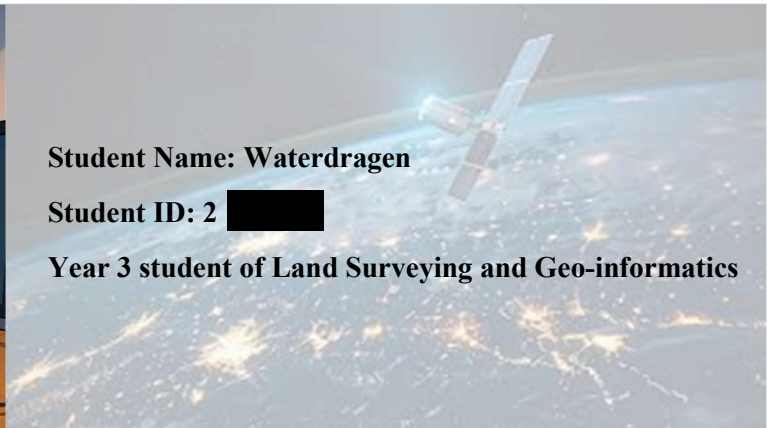 Student Name: Waterdragen
Student ID: 2
Year 3 student of Land Surveying and Geo-informatics